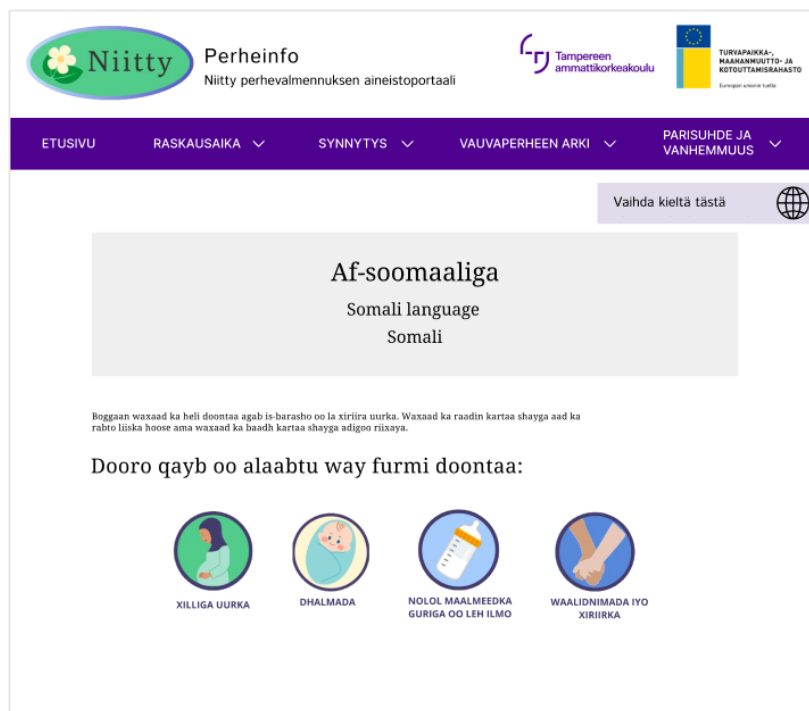 Niitty
Perheinfo
Niitty perhevalmennuksen aineistoportaali
Tampereen
ammattikorkeakoulu
TURVAPAIKKA-,
MAAHANMUUTTO- JA
KOTOUTTAMISRAHASTO
Euroopan unionin tuella
ETUSIVU
RASKAUSAIKA
SYNNYTYS
VAUVAPERHEEN ARKI
PARISUHDE JA
VANHEMMUUS
Vaihda kieltä tästä
Af-soomaaliga
Somali language
Somali
Boggaan waxaad ka heli doontaa agab is-barasho oo la xiriira uurka. Waxaad ka raadin kartaa shayga aad ka
rabto liiska hoose ama waxaad ka baadh kartaa shayga adigoo riixaya.
Dooro qayb oo alaabtu way furmi doontaa:
XILLIGA UURKA
DHALMADA
NOLOL MAALMEEDKA
GURIGA OO LEH ILMO
WAALIDNIMADA IYO
XIRIIRKA